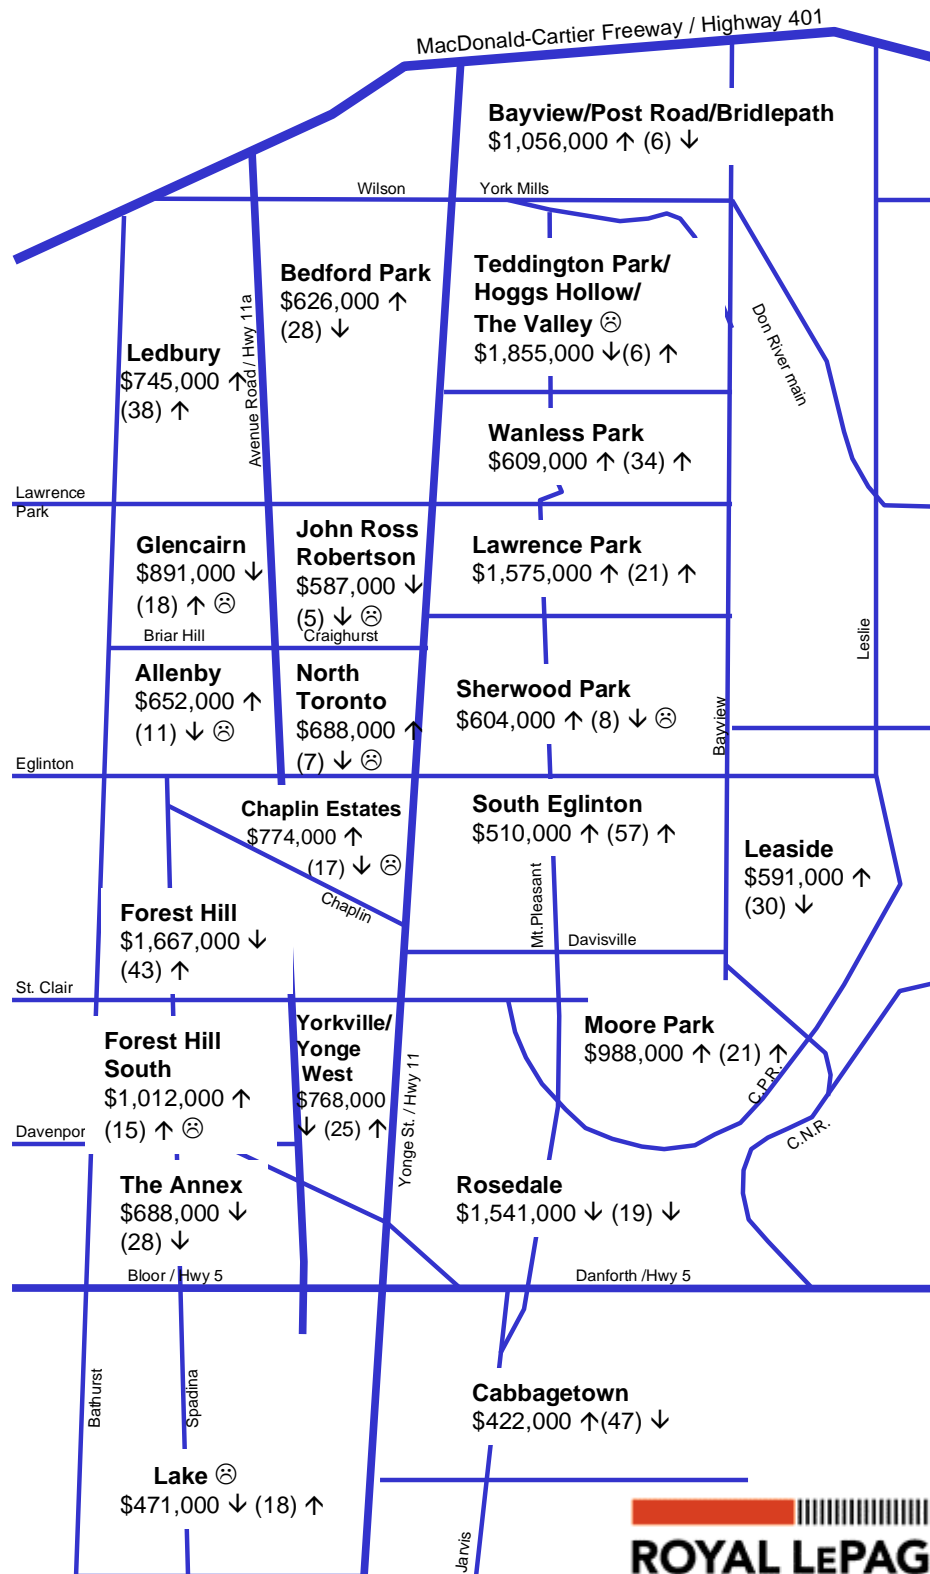 MacDonald-Cartier Freeway / Highway 401
Bayview/Post Road/Bridlepath
$1,056,000 ↑ (6) ↓
Wilson
York Mills
Bedford Park
$626,000 ↑
(28) ↓
Teddington Park/
Hoggs Hollow/
The Valley ☹
$1,855,000 ↓(6) ↑
Don River main
Avenue Road / Hwy 11a
Ledbury
$745,000 ↑
(38) ↑
Wanless Park
$609,000 ↑ (34) ↑
Lawrence
Park
Glencairn
$891,000 ↓
(18) ↑ ☹
John Ross
Robertson
$587,000 ↓
(5) ↓ ☹
Lawrence Park
$1,575,000 ↑ (21) ↑
Briar Hill
Craighurst
Leslie
Allenby
$652,000 ↑
(11) ↓ ☹
North
Toronto
$688,000 ↑
(7) ↓ ☹
Sherwood Park
$604,000 ↑ (8) ↓ ☹
Bayview
Eglinton
Chaplin Estates
$774,000 ↑
(17) ↓ ☹
South Eglinton
$510,000 ↑ (57) ↑
Leaside
$591,000 ↑
(30) ↓
Chaplin
Mt.Pleasant
Forest Hill
$1,667,000 ↓
(43) ↑
Davisville
St. Clair
Forest Hill
South
$1,012,000 ↑
(15) ↑ ☹
Yorkville/
Yonge
West
$768,000
↓ (25) ↑
Yonge St. / Hwy 11
Moore Park
$988,000 ↑ (21) ↑
C.P.R.
C.N.R.
Davenpor
The Annex
$688,000 ↓
(28) ↓
Rosedale
$1,541,000 ↓ (19) ↓
Bloor / Hwy 5
Danforth /Hwy 5
Bathurst
Spadina
Cabbagetown
$422,000 ↑(47) ↓
Lake ☹
$471,000 ↓ (18) ↑
Jarvis
ROYAL LEPAG